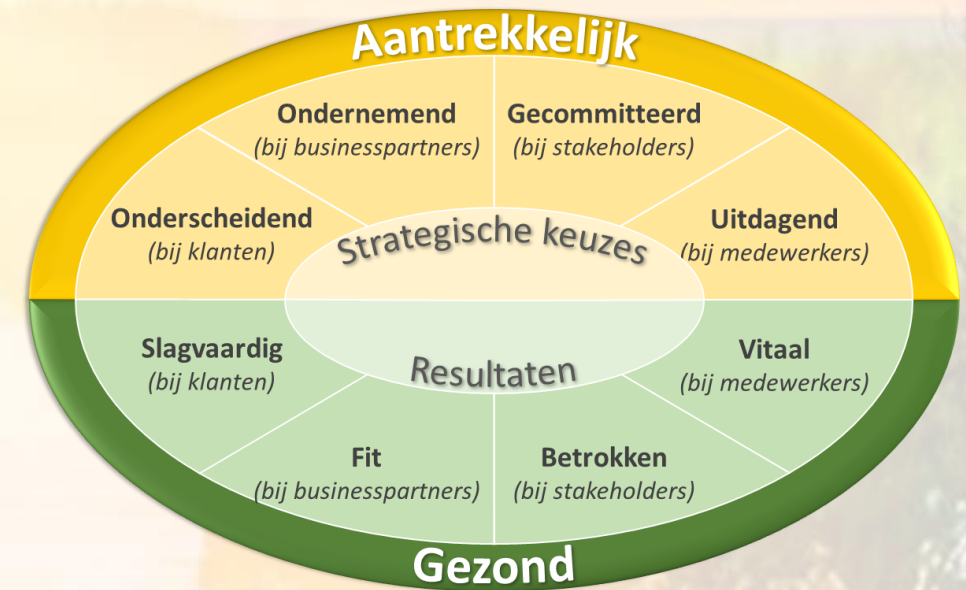 Aantrekkelijk
Ondernemend
(bij businesspartners)
Gecommitteerd
(bij stakeholders)
Onderscheidend
(bij klanten)
Strategische keuzes
Uitdagend
(bij medewerkers)
Slagvaardig
(bij klanten)
Resultaten
Vitaal
(bij medewerkers)
Fit
(bij businesspartners)
Betrokken
(bij stakeholders)
Gezond